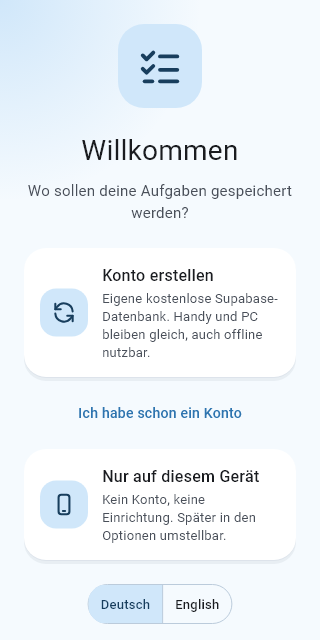 Willkommen
Wo sollen deine Aufgaben gespeichert
werden?
Konto erstellen
Eigene kostenlose Supabase-
Datenbank. Handy und PC
bleiben gleich, auch offline
nutzbar.
Ich habe schon ein Konto
Nur auf diesem Gerät
Kein Konto, keine
Einrichtung. Später in den
Optionen umstellbar.
Deutsch English